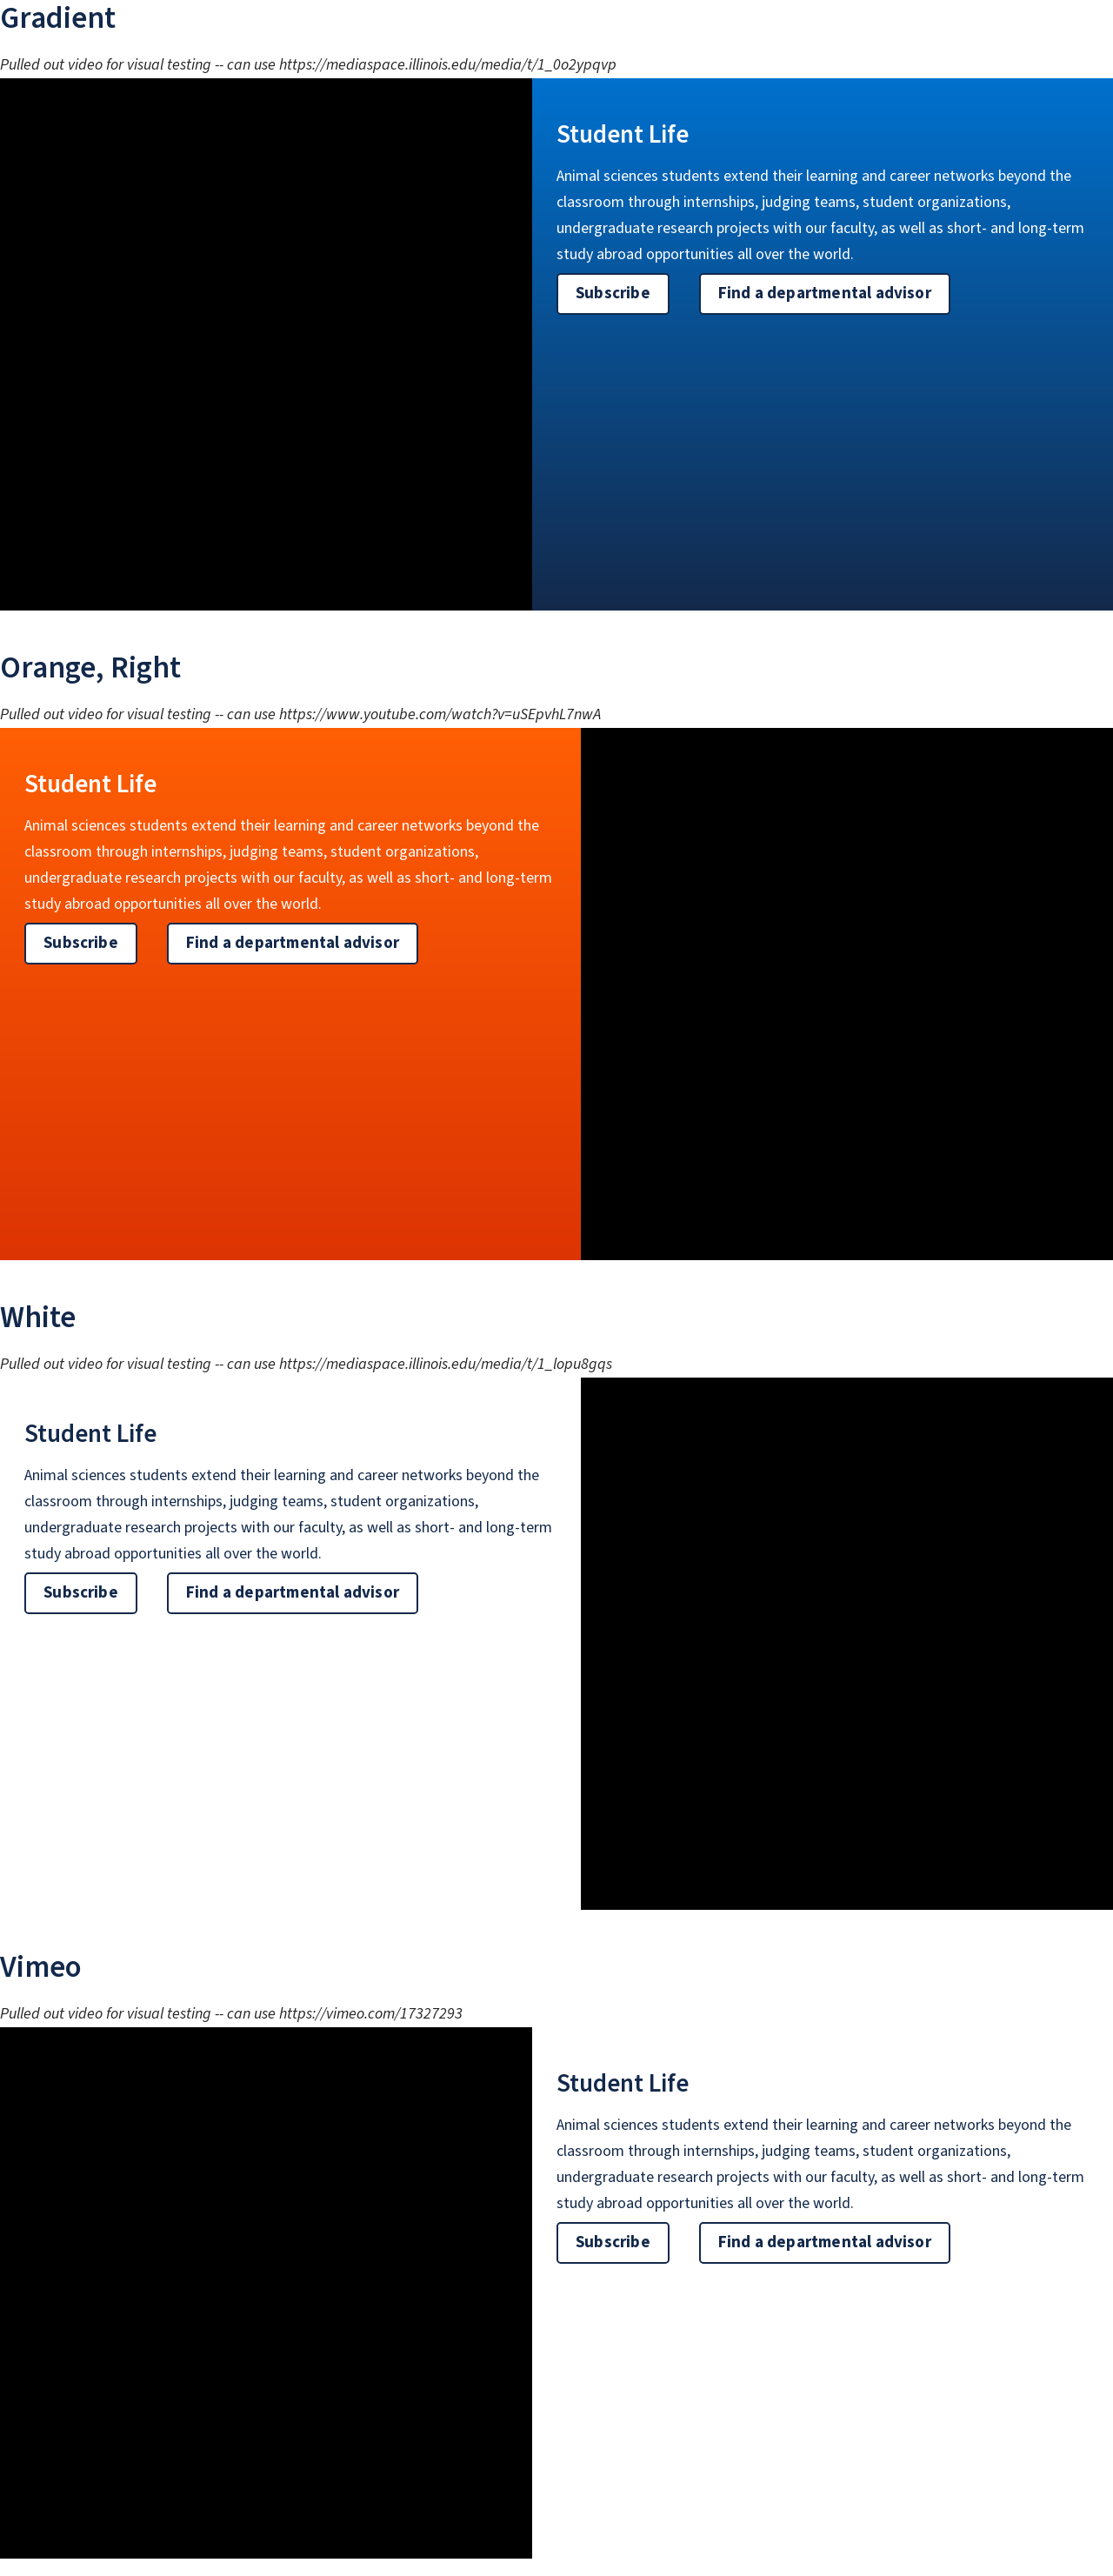 Gradient
Pulled out video for visual testing -- can use https://mediaspace.illinois.edu/media/t/1_0o2ypqvp
Student Life
Animal sciences students extend their learning and career networks beyond the
classroom through internships, judging teams, student organizations,
undergraduate research projects with our faculty, as well as short- and long-term
study abroad opportunities all over the world.
Subscribe
Find a departmental advisor
Orange, Right
Pulled out video for visual testing -- can use https://www.youtube.com/watch?v=uSEpvhL7nwA
Student Life
Animal sciences students extend their learning and career networks beyond the
classroom through internships, judging teams, student organizations,
undergraduate research projects with our faculty, as well as short- and long-term
study abroad opportunities all over the world.
Subscribe
Find a departmental advisor
White
Pulled out video for visual testing -- can use https://mediaspace.illinois.edu/media/t/1_lopu8gqs
Student Life
Animal sciences students extend their learning and career networks beyond the
classroom through internships, judging teams, student organizations,
undergraduate research projects with our faculty, as well as short- and long-term
study abroad opportunities all over the world.
Subscribe
Find a departmental advisor
Vimeo
Pulled out video for visual testing -- can use https://vimeo.com/17327293
Student Life
Animal sciences students extend their learning and career networks beyond the
classroom through internships, judging teams, student organizations,
undergraduate research projects with our faculty, as well as short- and long-term
study abroad opportunities all over the world.
Subscribe
Find a departmental advisor